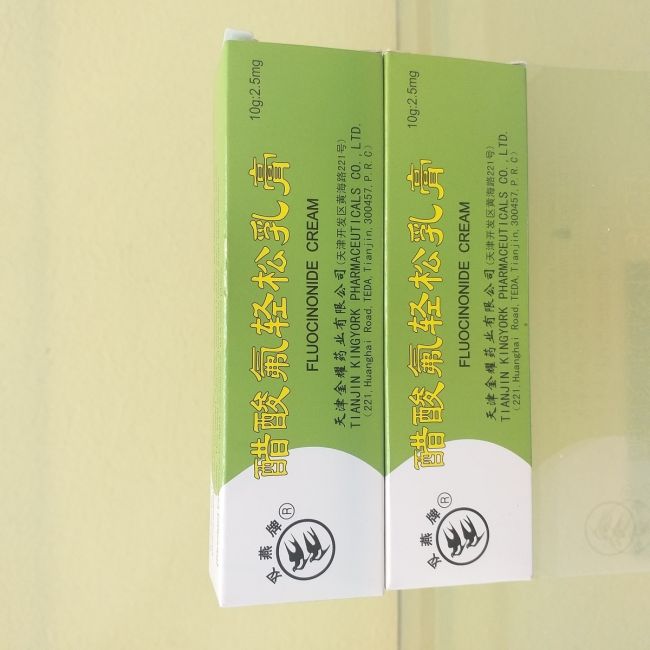 10g:2.5mg
醋酸氟轻松乳膏
FLUOCINONIDE CREAM
天津金耀药业有限公司(天津开发区黄海路221号)
TIANJIN KINGYORK PHARMACEUTICALS CO.,LTD.
(221,Huanghai Road,TEDA,Tianjin,300457,P.R.C)
双燕牌®
10g:2.5mg
醋酸氟轻松乳膏
FLUOCINONIDE CREAM
天津金耀药业有限公司(天津开发区黄海路221号)
TIANJIN KINGYORK PHARMACEUTICALS CO.,LTD.
(221,Huanghai Road,TEDA,Tianjin,300457,P.R.C)
双燕牌®